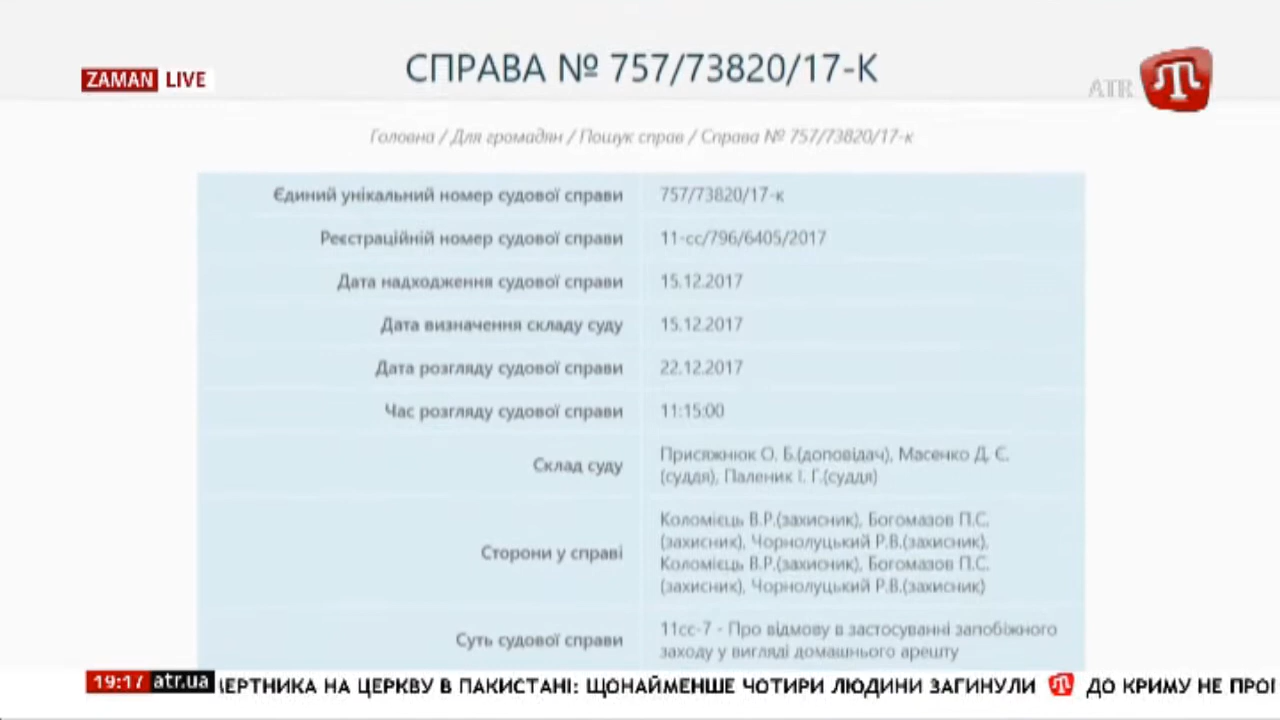 СПРАВА № 757/73820/17-К
ZAMAN LIVE
ATR
Головна / Для громадян / Пошук справ / Справа № 757/73820/17-к
Єдиний унікальний номер судової справи 757/73820/17-к
Реєстраційній номер судової справи 11-сс/796/6405/2017
Дата надходження судової справи 15.12.2017
Дата визначення складу суду 15.12.2017
Дата розгляду судової справи 22.12.2017
Час розгляду судової справи 11:15:00
Склад суду Присяжнюк О. Б.(доповідач), Масенко Д. Є.
(суддя), Паленик І. Г.(суддя)
Сторони у справі Коломієць В.Р.(захисник), Богомазов П.С.
(захисник), Чорнолуцький Р.В.(захисник),
Коломієць В.Р.(захисник), Богомазов П.С.
(захисник), Чорнолуцький Р.В.(захисник)
Суть судової справи 11сс-7 - Про відмову в застосуванні запобіжного
заходу у вигляді домашнього арешту
19:17 atr.ua ЕРТНИКА НА ЦЕРКВУ В ПАКИСТАНІ: ЩОНАЙМЕНШЕ ЧОТИРИ ЛЮДИНИ ЗАГИНУЛИ ДО КРИМУ НЕ ПРО